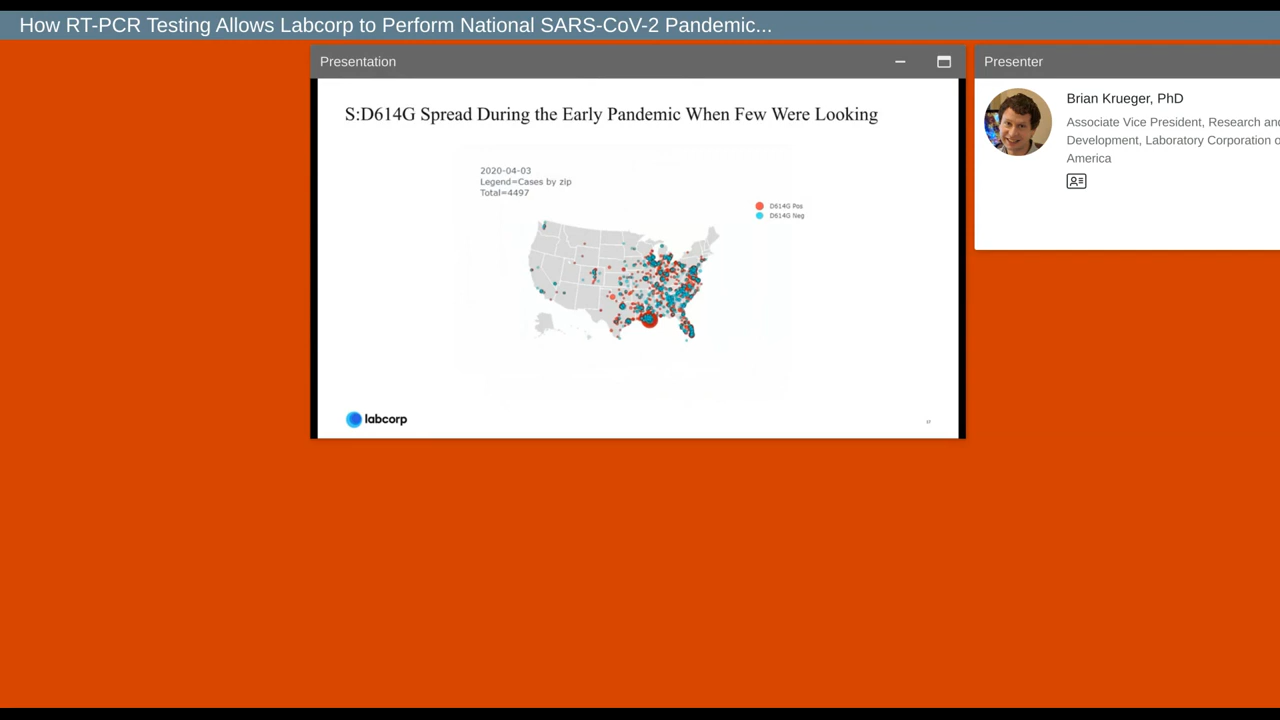 How RT-PCR Testing Allows Labcorp to Perform National SARS-CoV-2 Pandemic...
Presentation
Presenter
S:D614G Spread During the Early Pandemic When Few Were Looking
2020-04-03
Legend=Cases by zip
Total=4497
D614G Pos
D614G Neg
labcorp
Brian Krueger, PhD
Associate Vice President, Research and
Development, Laboratory Corporation o
America